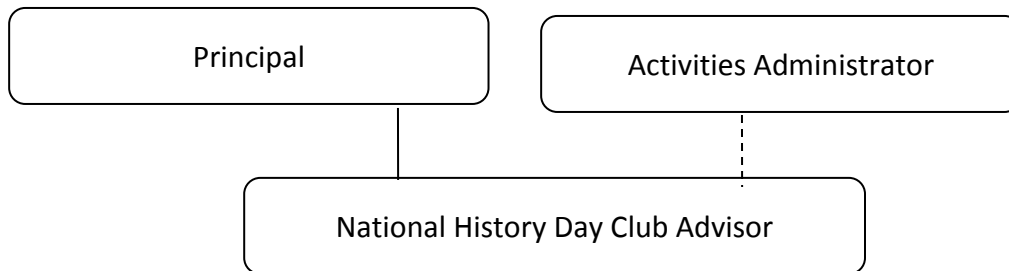 Principal
Activities Administrator
National History Day Club Advisor